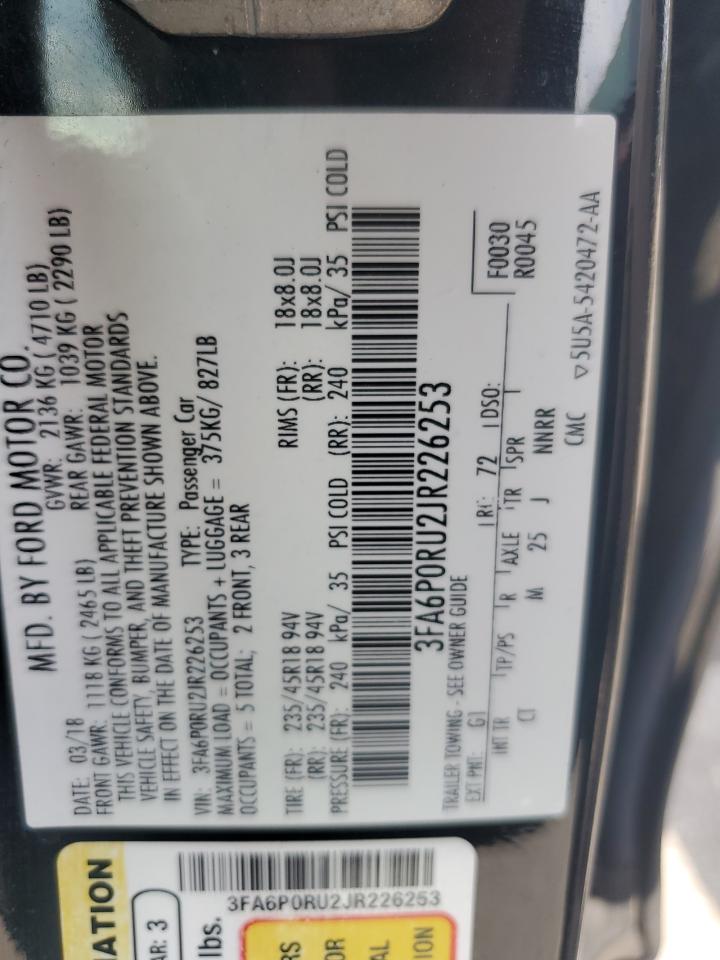 MFD. BY FORD MOTOR CO.
DATE: 03/18 GVWR: 2136 KG ( 4710 LB)
FRONT GAWR: 1118 KG ( 2465 LB) REAR GAWR: 1039 KG ( 2290 LB)
THIS VEHICLE CONFORMS TO ALL APPLICABLE FEDERAL MOTOR
VEHICLE SAFETY, BUMPER, AND THEFT PREVENTION STANDARDS
IN EFFECT ON THE DATE OF MANUFACTURE SHOWN ABOVE.
VIN: 3FA6P0RU2JR226253 TYPE: Passenger Car
MAXIMUM LOAD = OCCUPANTS + LUGGAGE = 375KG/ 827LB
OCCUPANTS = 5 TOTAL; 2 FRONT, 3 REAR
TIRE (FR): 235/45R18 94V RIMS (FR): 18x8.0J
(RR): 235/45R18 94V (RR): 18x8.0J
PRESSURE (FR): 240 kPa/ 35 PSI COLD (RR): 240 kPa/ 35 PSI COLD
3FA6P0RU2JR226253
TRAILER TOWING - SEE OWNER GUIDE
EXT PNT: G1 RC: 72 DSO: F0030
INT TR TP/PS R AXLE TR SPR R0045
CT M 25 J NNRR
CMC ▽5U5A-5420472-AA
3FA6P0RU2JR226253
AR: 3
lbs.